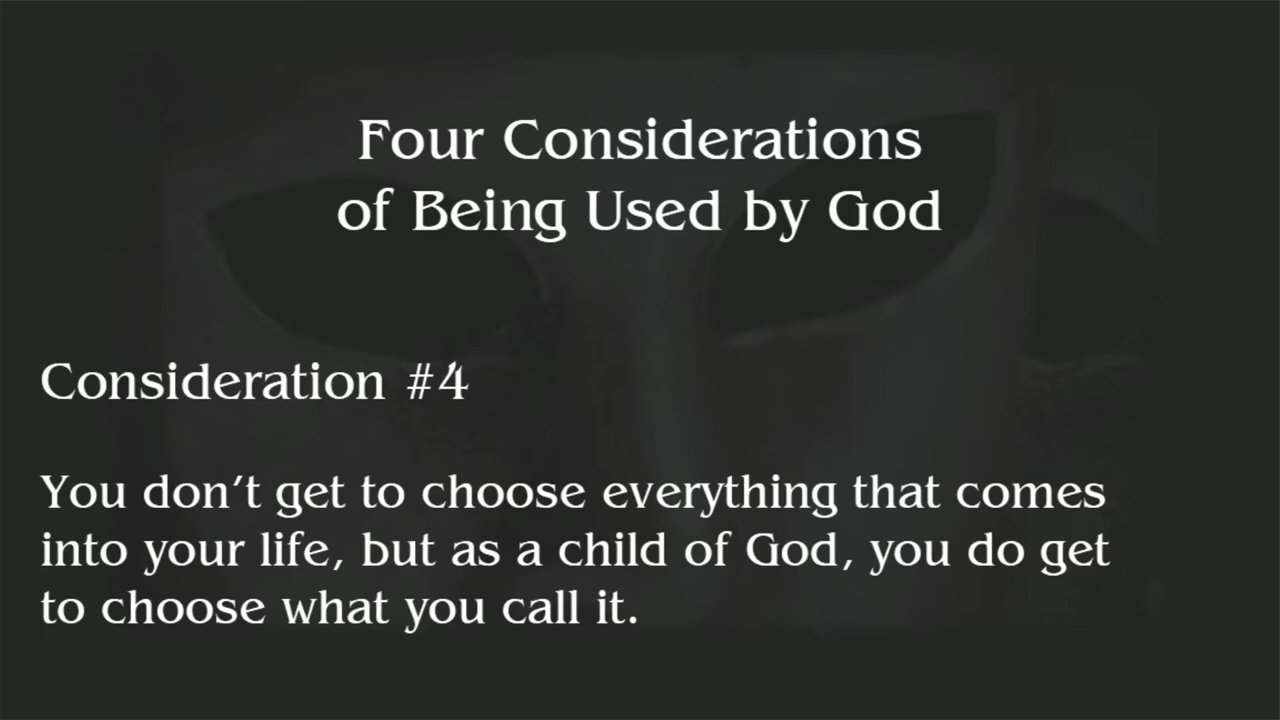 Four Considerations
of Being Used by God
Consideration #4
You don’t get to choose everything that comes
into your life, but as a child of God, you do get
to choose what you call it.